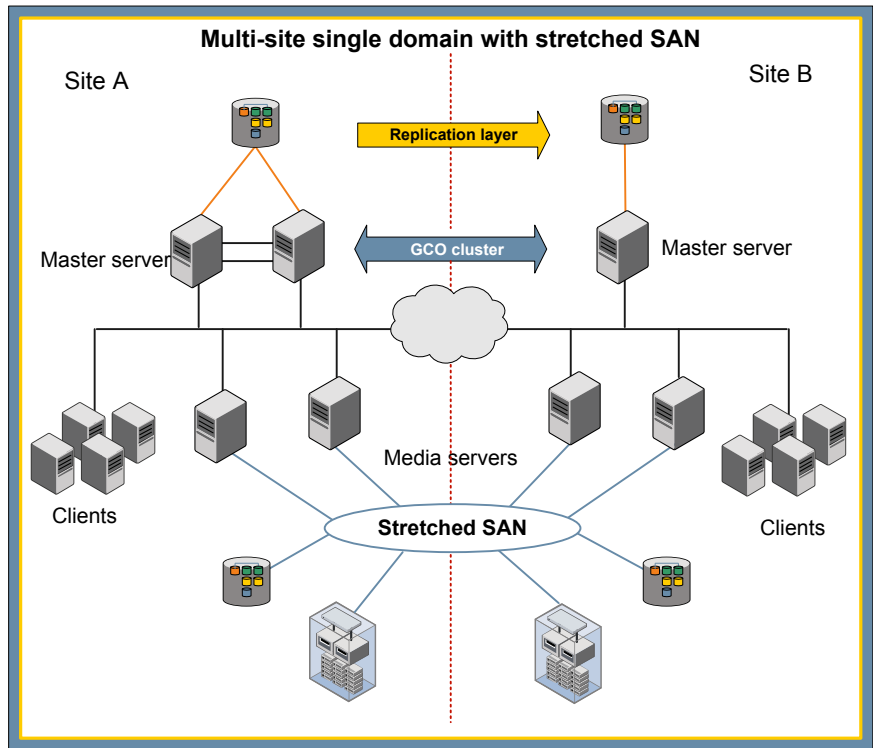 Multi-site single domain with stretched SAN
Site A
Site B
Replication layer
Master server
GCO cluster
Master server
Media servers
Clients
Stretched SAN
Clients